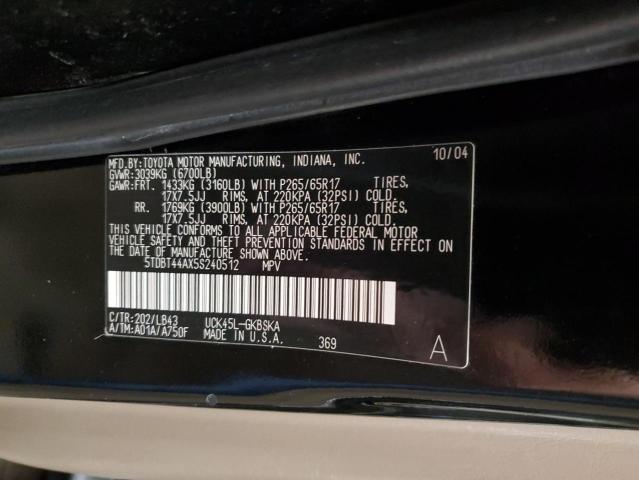 MFD.BY:TOYOTA MOTOR MANUFACTURING, INDIANA, INC. 10/04
GVWR:3039KG (6700LB)
GAWR:FRT. 1433KG (3160LB) WITH P265/65R17 TIRES,
17X7.5JJ RIMS, AT 220KPA (32PSI) COLD.
RR. 1769KG (3900LB) WITH P265/65R17 TIRES,
17X7.5JJ RIMS, AT 220KPA (32PSI) COLD.
THIS VEHICLE CONFORMS TO ALL APPLICABLE FEDERAL MOTOR
VEHICLE SAFETY AND THEFT PREVENTION STANDARDS IN EFFECT ON
THE DATE OF MANUFACTURE SHOWN ABOVE.
5TDBT44AX5S240512 MPV
C/TR:202/LB43 UCK45L-GKBSKA
A/TM:A01A/A750F MADE IN U.S.A. 369 A